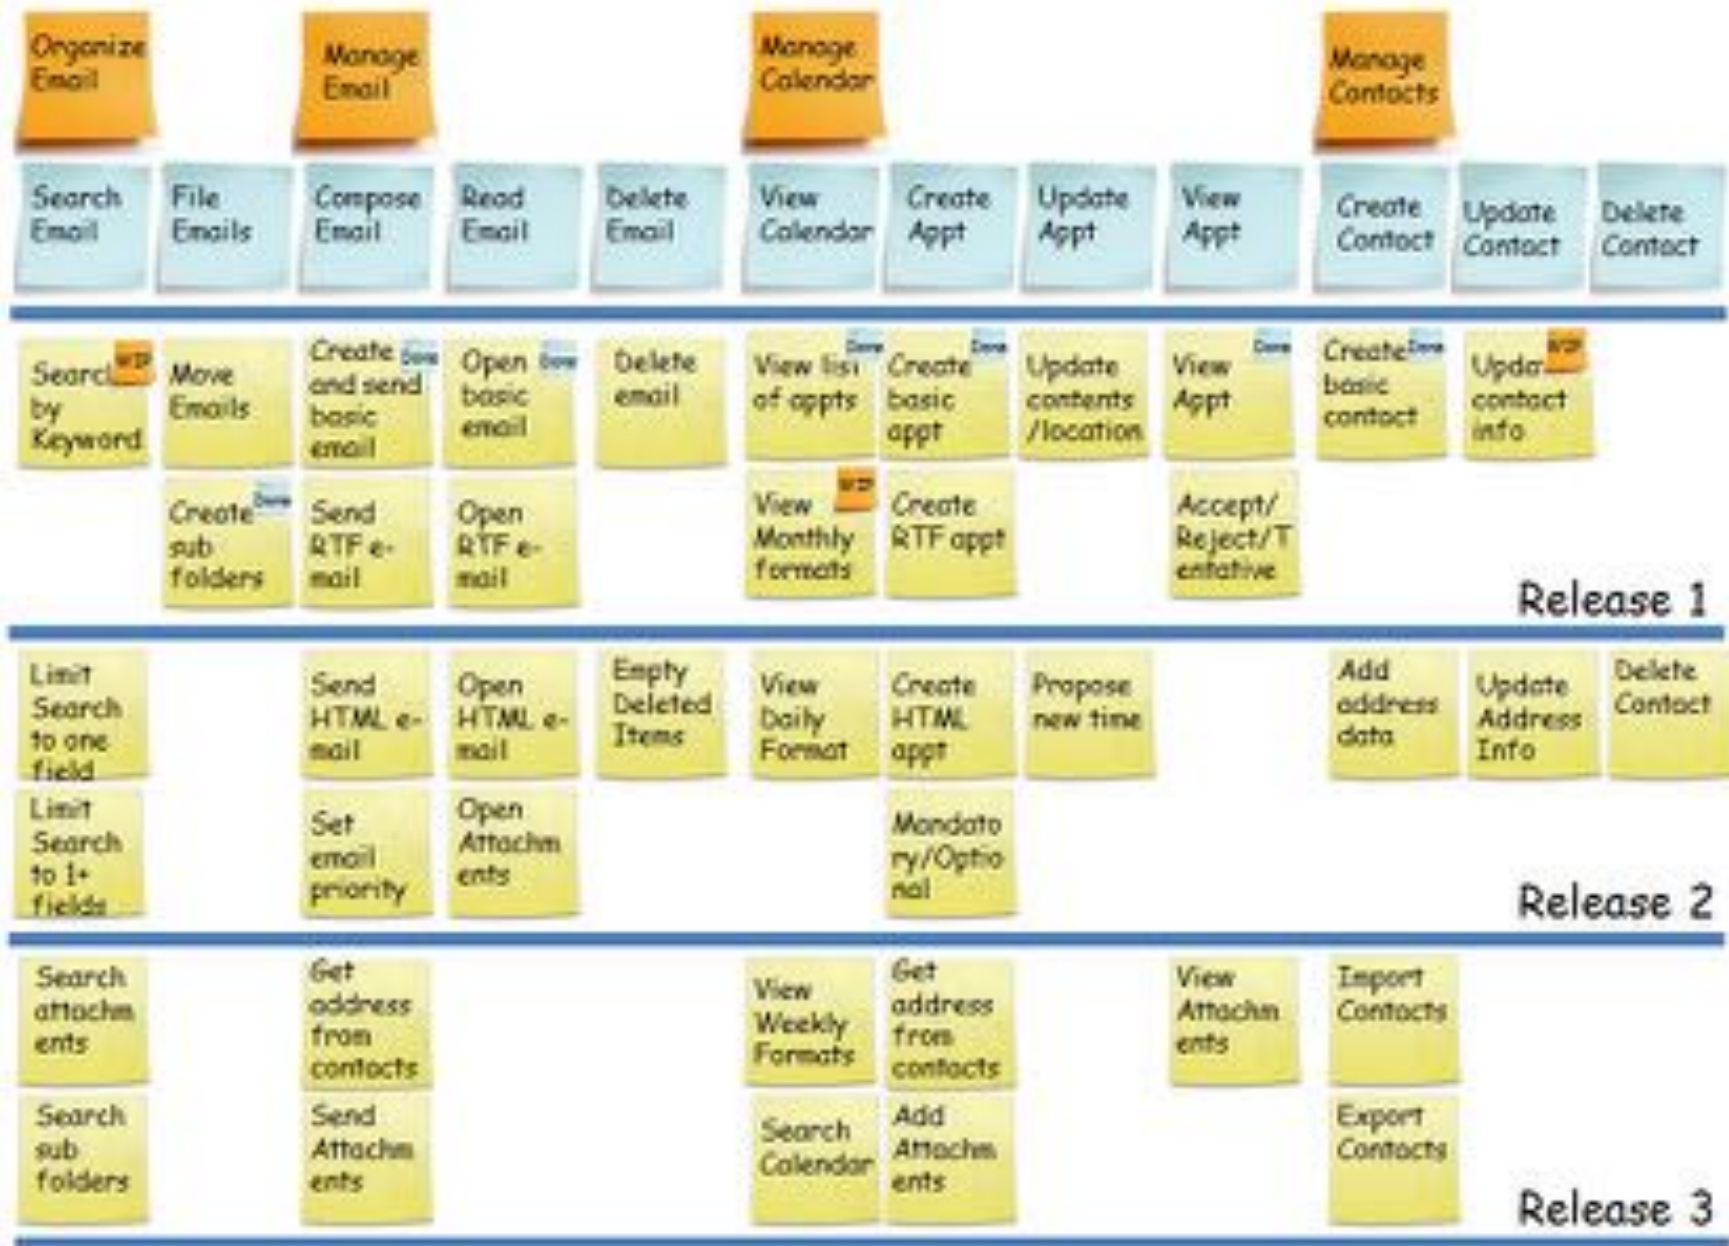 Organize
Email
Manage
Email
Manage
Calendar
Manage
Contacts
Search
Email
File
Emails
Compose
Email
Read
Email
Delete
Email
View
Calendar
Create
Appt
Update
Appt
View
Appt
Create
Contact
Update
Contact
Delete
Contact
WIP
Search
by
Keyword
Move
Emails
Done
Create
and send
basic
email
Done
Open
basic
email
Delete
email
Done
View list
of appts
Done
Create
basic
appt
Update
contents
/location
Done
View
Appt
Done
Create
basic
contact
WIP
Upda
contact
info
Done
Create
sub
folders
Send
RTF e-
mail
Open
RTF e-
mail
WIP
View
Monthly
formats
Create
RTF appt
Accept/
Reject/T
entative
Release 1
Limit
Search
to one
field
Send
HTML e-
mail
Open
HTML e-
mail
Empty
Deleted
Items
View
Daily
Format
Create
HTML
appt
Propose
new time
Add
address
data
Update
Address
Info
Delete
Contact
Limit
Search
to 1+
fields
Set
email
priority
Open
Attachm
ents
Mandato
ry/Optio
nal
Release 2
Search
attachm
ents
Get
address
from
contacts
View
Weekly
Formats
Get
address
from
contacts
View
Attachm
ents
Import
Contacts
Search
sub
folders
Send
Attachm
ents
Search
Calendar
Add
Attachm
ents
Export
Contacts
Release 3